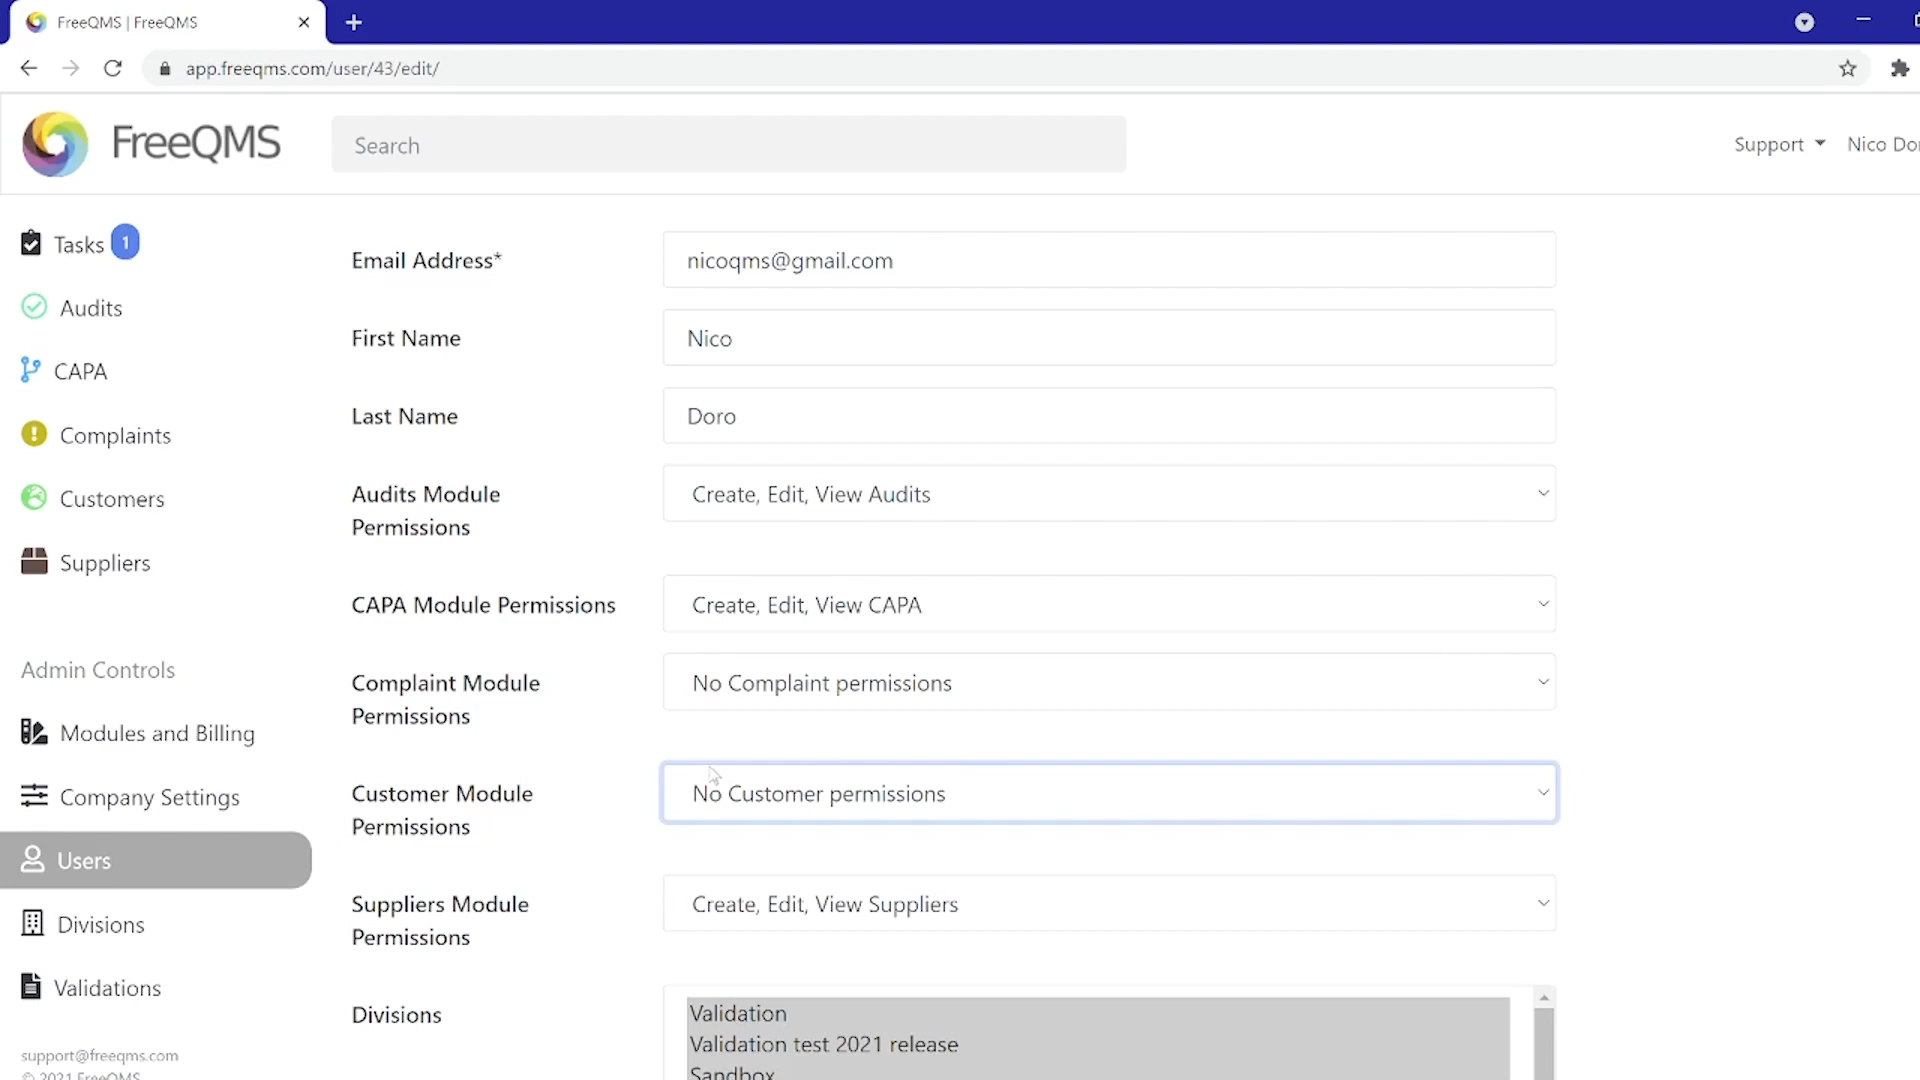 FreeQMS | FreeQMS
app.freeqms.com/user/43/edit/
FreeQMS
Search
Support
Nico
Tasks 1
Audits
CAPA
Complaints
Customers
Suppliers
Admin Controls
Modules and Billing
Company Settings
Users
Divisions
Validations
support@freeqms.com
© 2021 FreeQMS
Email Address*
nicoqms@gmail.com
First Name
Nico
Last Name
Doro
Audits Module
Permissions
Create, Edit, View Audits
CAPA Module Permissions
Create, Edit, View CAPA
Complaint Module
Permissions
No Complaint permissions
Customer Module
Permissions
No Customer permissions
Suppliers Module
Permissions
Create, Edit, View Suppliers
Divisions
Validation
Validation test 2021 release
Sandbox